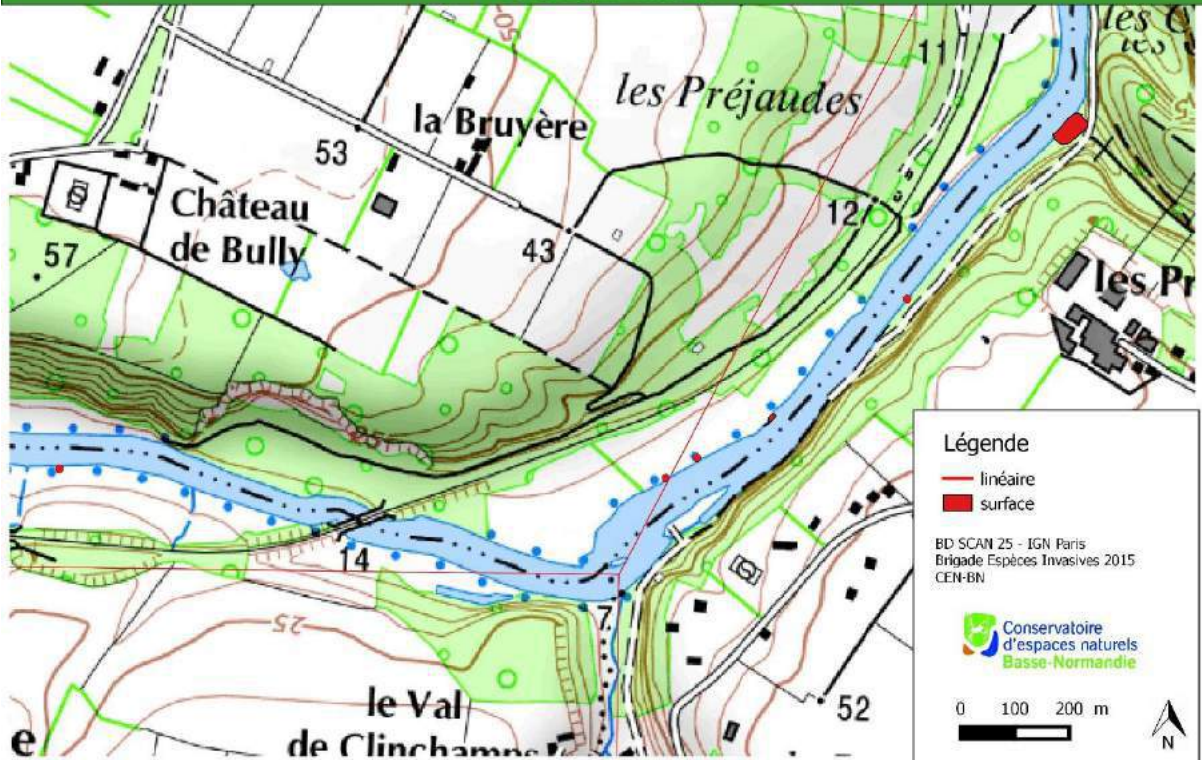 50
11
les Préjaudes
la Bruyère
53
Château
de Bully
57
43
12
14
25
7
le Val
de Clinchamps
52
les Pr
e
Légende
linéaire
surface
BD SCAN 25 - IGN Paris
Brigade Espèces Invasives 2015
CEN-BN
Conservatoire
d'espaces naturels
Basse-Normandie
0 100 200 m
N